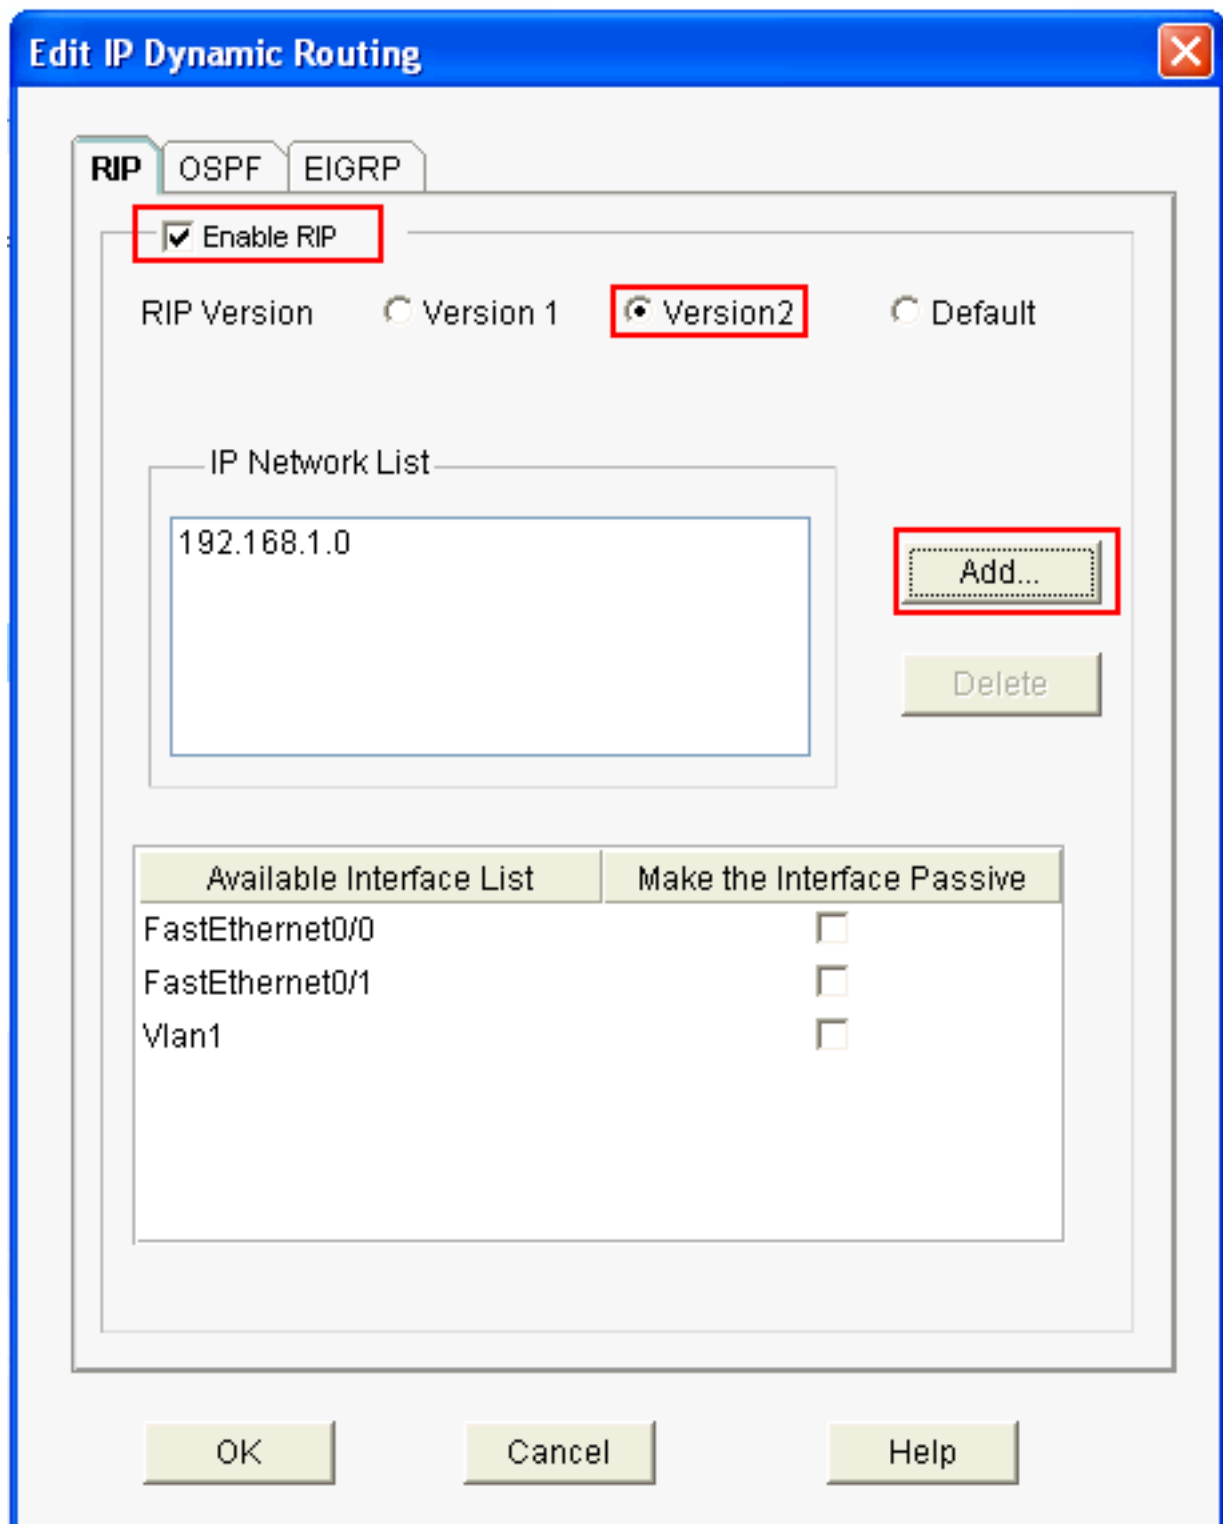 Edit IP Dynamic Routing
RIP OSPF EIGRP
Enable RIP
RIP Version Version 1 Version2 Default
IP Network List
192.168.1.0
Add...
Delete
Available Interface List Make the Interface Passive
FastEthernet0/0
FastEthernet0/1
Vlan1
OK Cancel Help